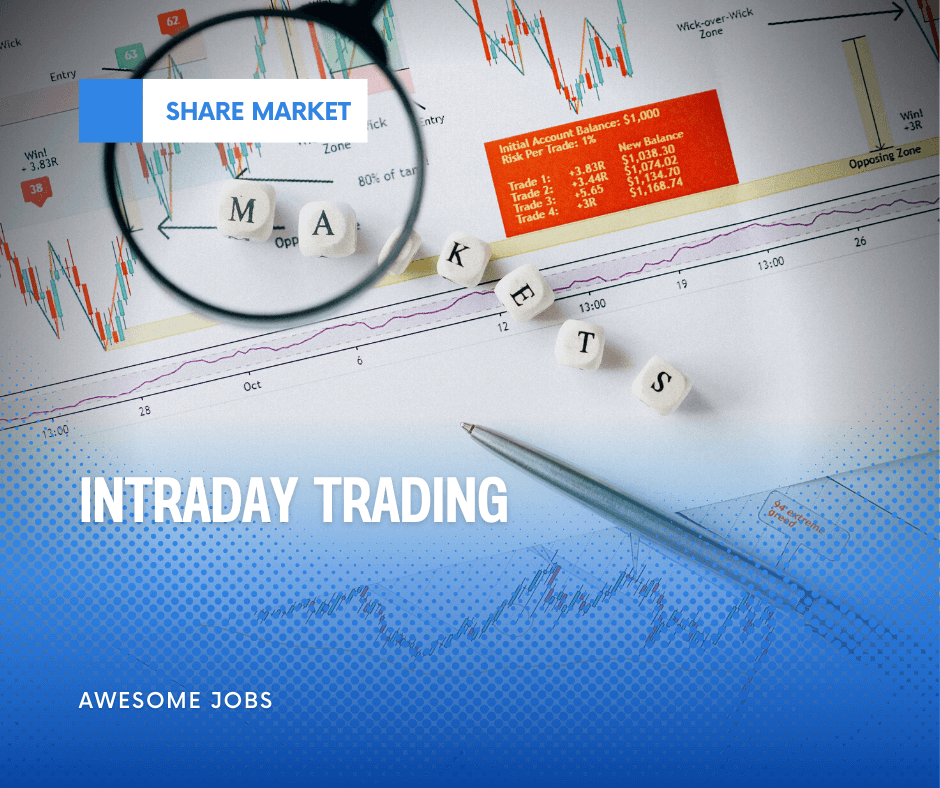 Wick
62
63
Entry
Wick-over-Wick
Zone
SHARE MARKET
Wick
Zone
Entry
Win!
+ 3.83R
38
80% of tar
Initial Account Balance: $1,000
Risk Per Trade: 1%
New Balance
Trade 1: +3.83R $1,038.30
Trade 2: +3.44R $1,074.02
Trade 3: +5.65 $1,134.70
Trade 4: +3R $1,168.74
Win!
+3R
Opposing Zone
M A K E T S
Opp
13:00
28
Oct
6
12
13:00
19
13:00
26
INTRADAY TRADING
94 extreme
greed
AWESOME JOBS